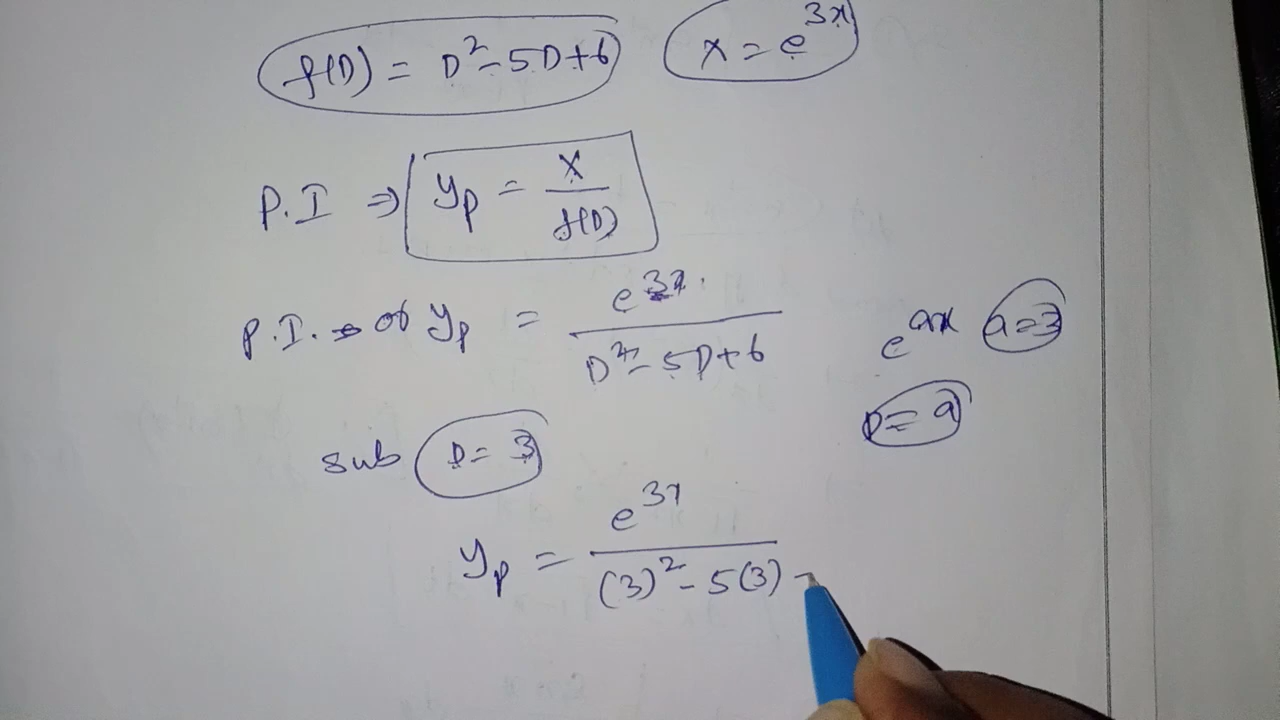 f(D) = D² - 5D + 6 x = e^{3x}
P.I ⇒ y_p = x / f(D)
P.I. of y_p = e^{3x} / D² - 5D + 6 e^{ax} a = 3
D = a
sub D = 3
y_p = e^{3x} / (3)² - 5(3) -